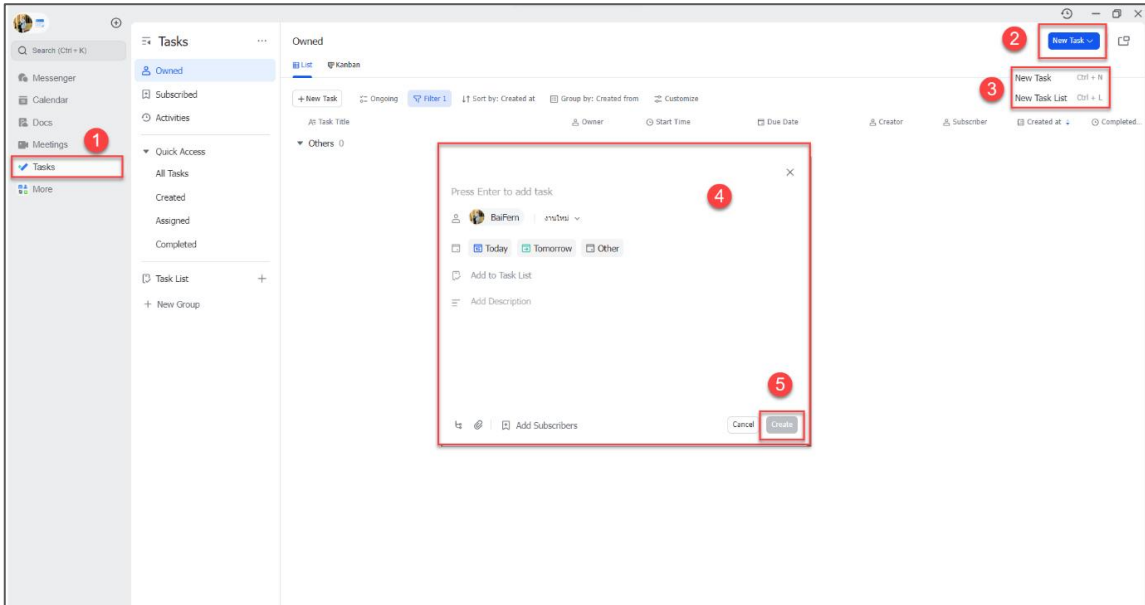 Search (Ctrl + K)
Messenger
Calendar
Docs
Meetings
1
Tasks
More
Tasks
Owned
Subscribed
Activities
Quick Access
All Tasks
Created
Assigned
Completed
Task List
New Group
Owned
List Kanban
2
New Task
3
New Task Ctrl + N
New Task List Ctrl + L
+ New Task Ongoing Filter 1 Sort by: Created at Group by: Created from Customize
Task Title Owner Start Time Due Date Creator Subscriber Created at Completed...
Others 0
Press Enter to add task
4
BaiFern งานใหม่
Today Tomorrow Other
Add to Task List
Add Description
5
Add Subscribers Cancel Create